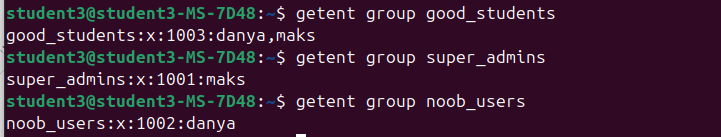 student3@student3-MS-7D48:~$ getent group good_students
good_students:x:1003:danya,maks
student3@student3-MS-7D48:~$ getent group super_admins
super_admins:x:1001:maks
student3@student3-MS-7D48:~$ getent group noob_users
noob_users:x:1002:danya